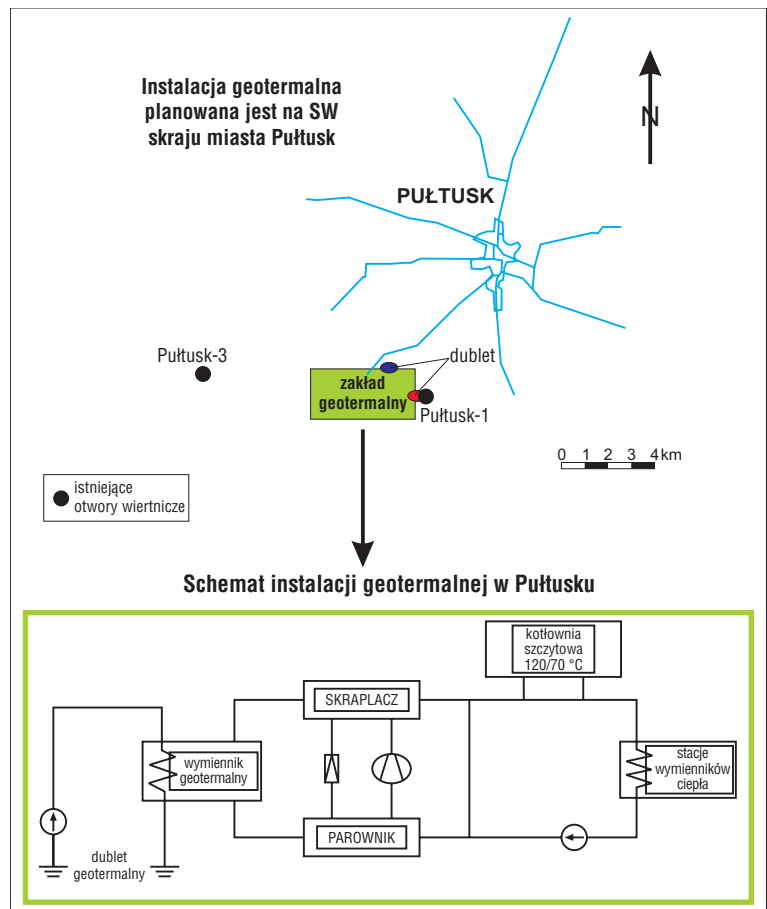 Instalacja geotermalna
planowana jest na SW
skraju miasta Pułtusk
N
PUŁTUSK
Pułtusk-3
dublet
zakład
geotermalny
Pułtusk-1
0 1 2 3 4 km
istniejące
otwory wiertnicze
Schemat instalacji geotermalnej w Pułtusku
kotłownia
szczytowa
120/70 °C
SKRAPLACZ
wymiennik
geotermalny
stacje
wymienników
ciepła
PAROWNIK
dublet
geotermalny